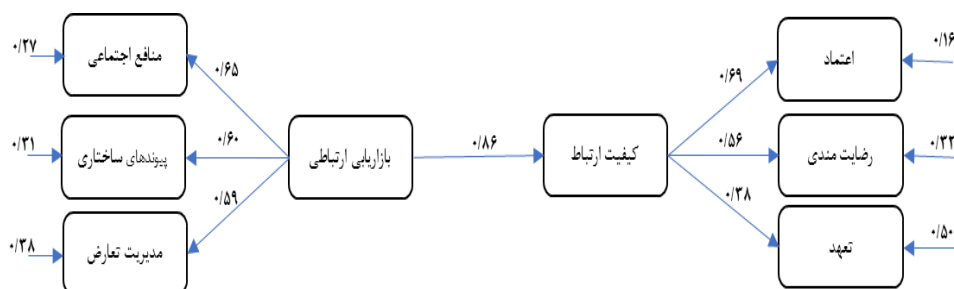 ۰/۲۷
منافع اجتماعی
۰/۶۵
۰/۳۱
پیوندهای ساختاری
۰/۶۰
۰/۳۸
مدیریت تعارض
۰/۵۹
بازاریابی ارتباطی
۰/۸۶
کیفیت ارتباط
۰/۶۹
اعتماد
۰/۱۶
۰/۵۶
رضایت مندی
۰/۳۸
تعهد
۰/۵۰